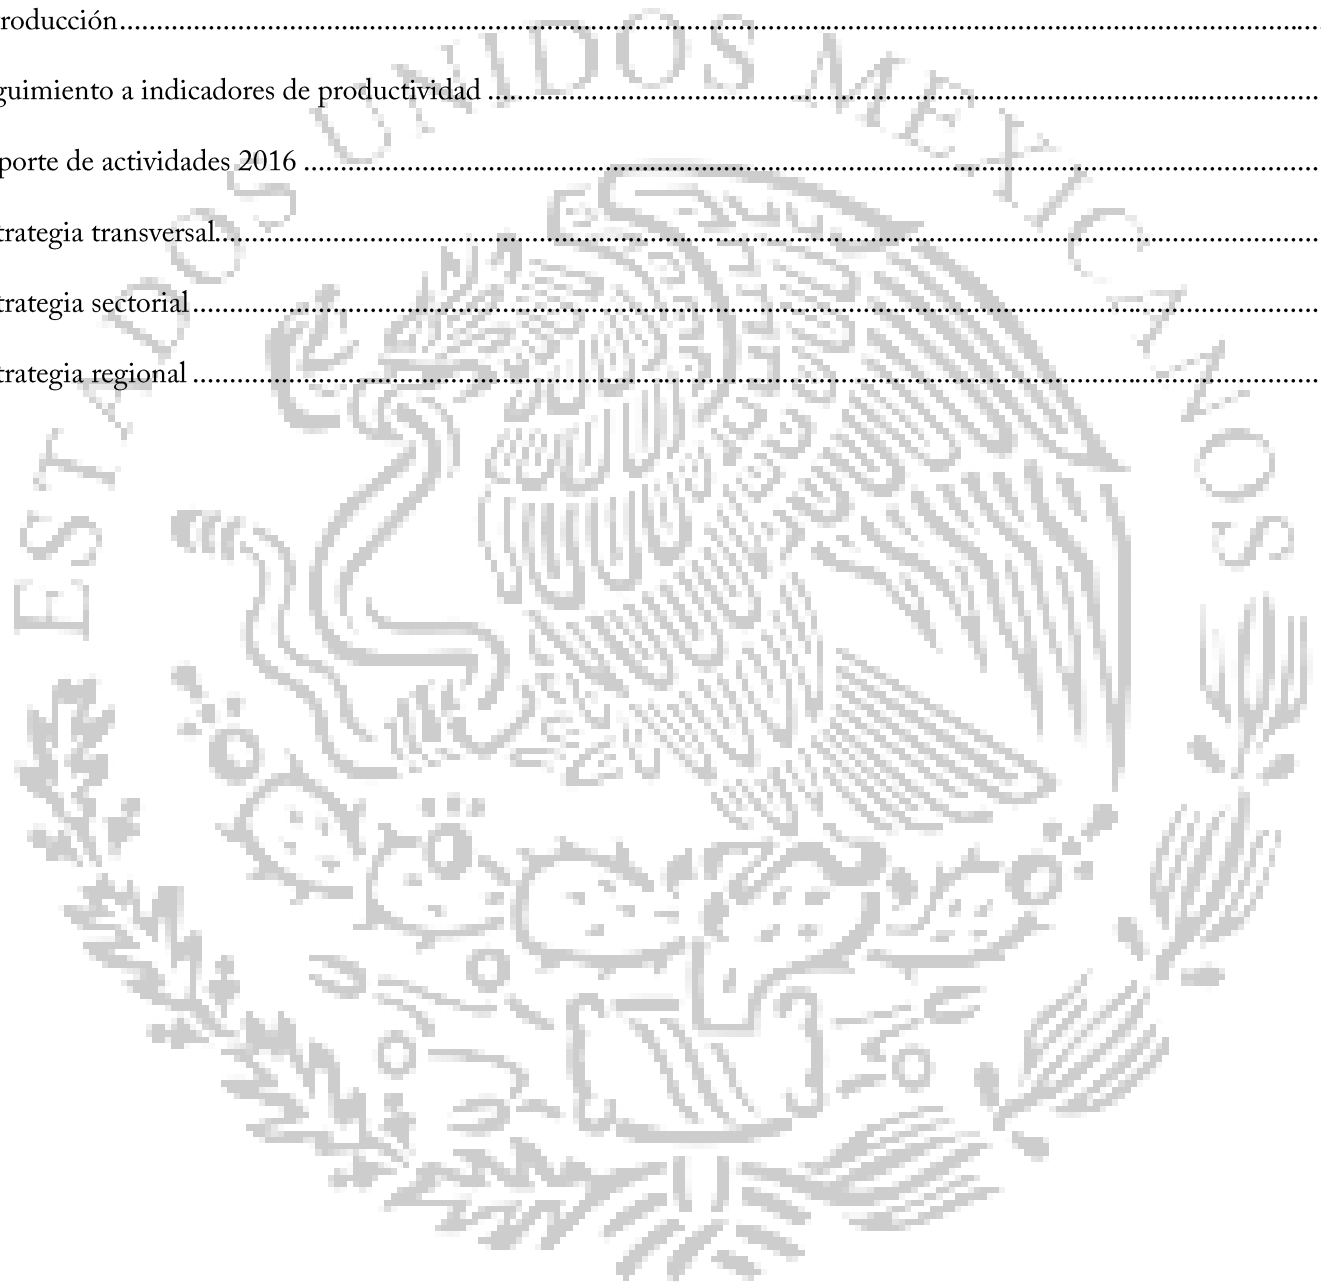 roducción
guimiento a indicadores de productividad
porte de actividades 2016
trategia transversal
trategia sectorial
trategia regional
ESTADOS UNIDOS MEXICANOS